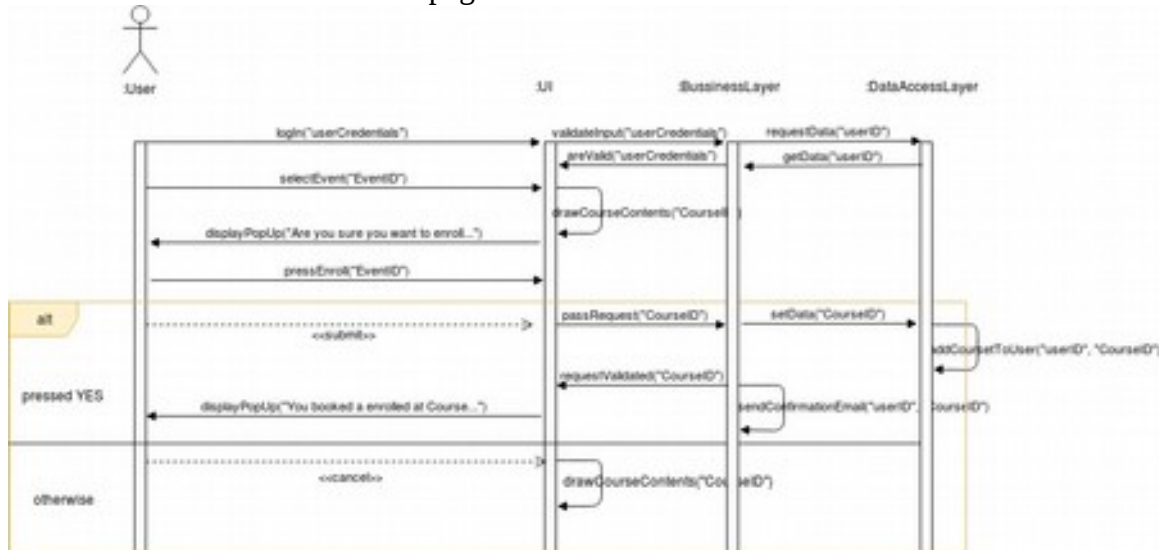 :User
:UI
:BussinessLayer
:DataAccessLayer
logIn("userCredentials")
validateInput("userCredentials")
requestData("userID")
areValid("userCredentials")
getData("userID")
selectEvent("EventID")
drawCourseContents("CourseID")
displayPopUp("Are you sure you want to enroll...")
pressEnroll("EventID")
alt
<<submit>>
passRequest("CourseID")
setData("CourseID")
addCoursetToUser("userID", "CourseID")
requestValidated("CourseID")
pressed YES
displayPopUp("You booked a enrolled at Course...")
sendConfirmationEmail("userID", "CourseID")
<<cancel>>
drawCourseContents("CourseID")
otherwise